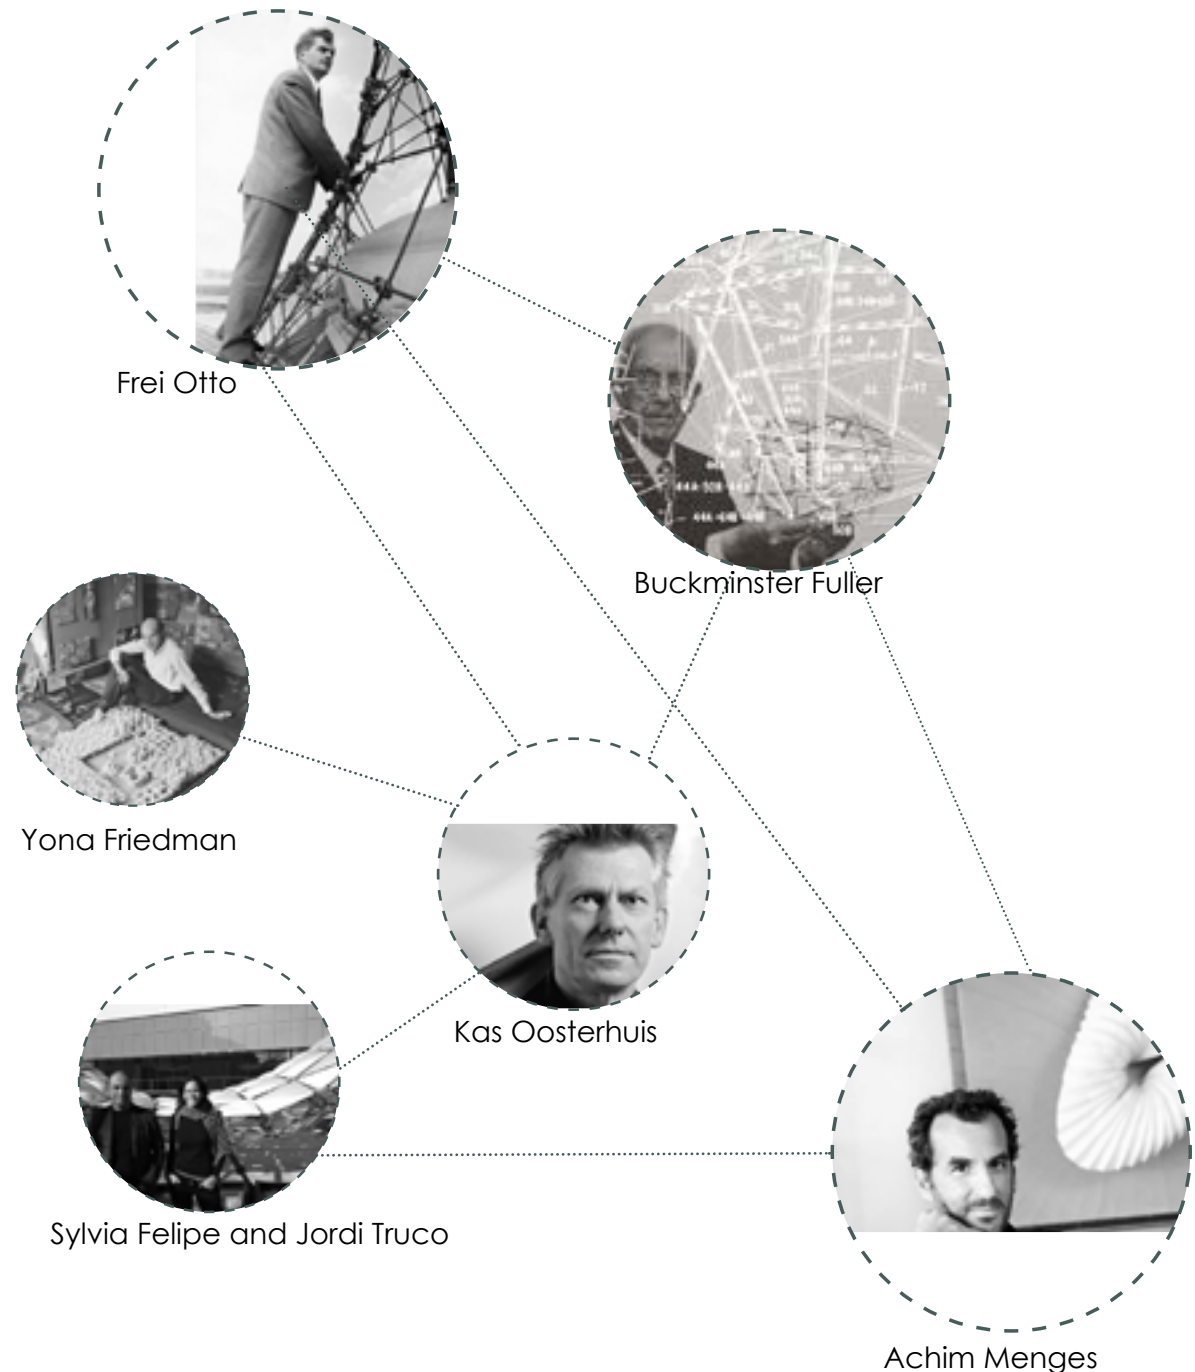 Frei Otto
Buckminster Fuller
Yona Friedman
Kas Oosterhuis
Sylvia Felipe and Jordi Truco
Achim Menges